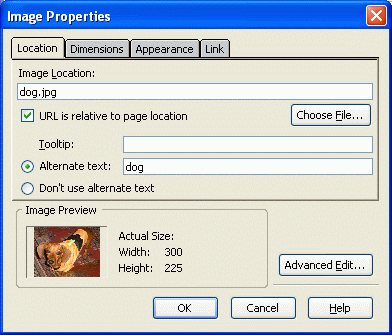 Image Properties
Location Dimensions Appearance Link
Image Location:
dog.jpg
URL is relative to page location Choose File...
Tooltip:
Alternate text: dog
Don't use alternate text
Image Preview
Actual Size:
Width: 300
Height: 225
Advanced Edit...
OK Cancel Help